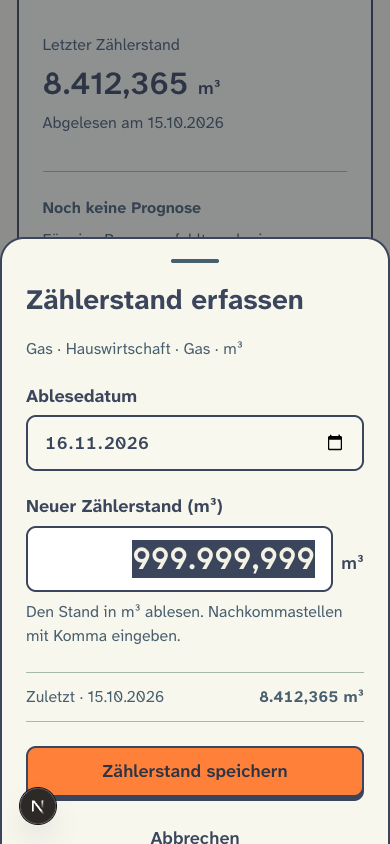 Letzter Zählerstand
8.412,365 m³
Abgelesen am 15.10.2026
Noch keine Prognose
Zählerstand erfassen
Gas · Hauswirtschaft · Gas · m³
Ablesedatum
16.11.2026
Neuer Zählerstand (m³)
999.999,999 m³
Den Stand in m³ ablesen. Nachkommastellen
mit Komma eingeben.
Zuletzt · 15.10.2026 8.412,365 m³
Zählerstand speichern
N
Abbrechen